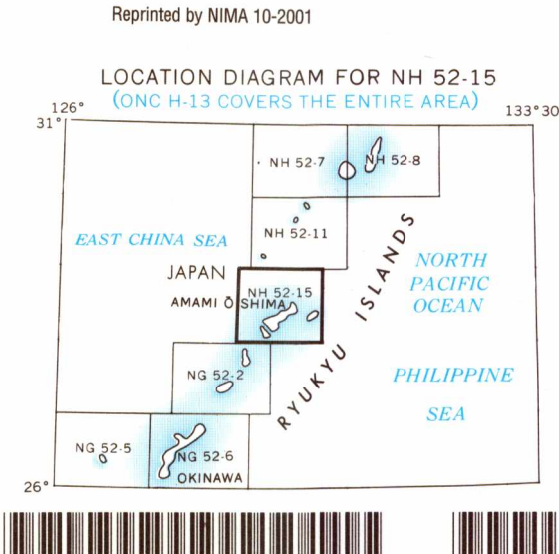 Reprinted by NIMA 10-2001
LOCATION DIAGRAM FOR NH 52-15
(ONC H-13 COVERS THE ENTIRE AREA)
126°
133°30
31°
NH 52-7
NH 52-8
NH 52-11
EAST CHINA SEA
JAPAN
NH 52-15
AMAMI Ō SHIMA
RYUKYU ISLANDS
NORTH
PACIFIC
OCEAN
NG 52-2
PHILIPPINE
SEA
NG 52-5
NG 52-6
OKINAWA
26°